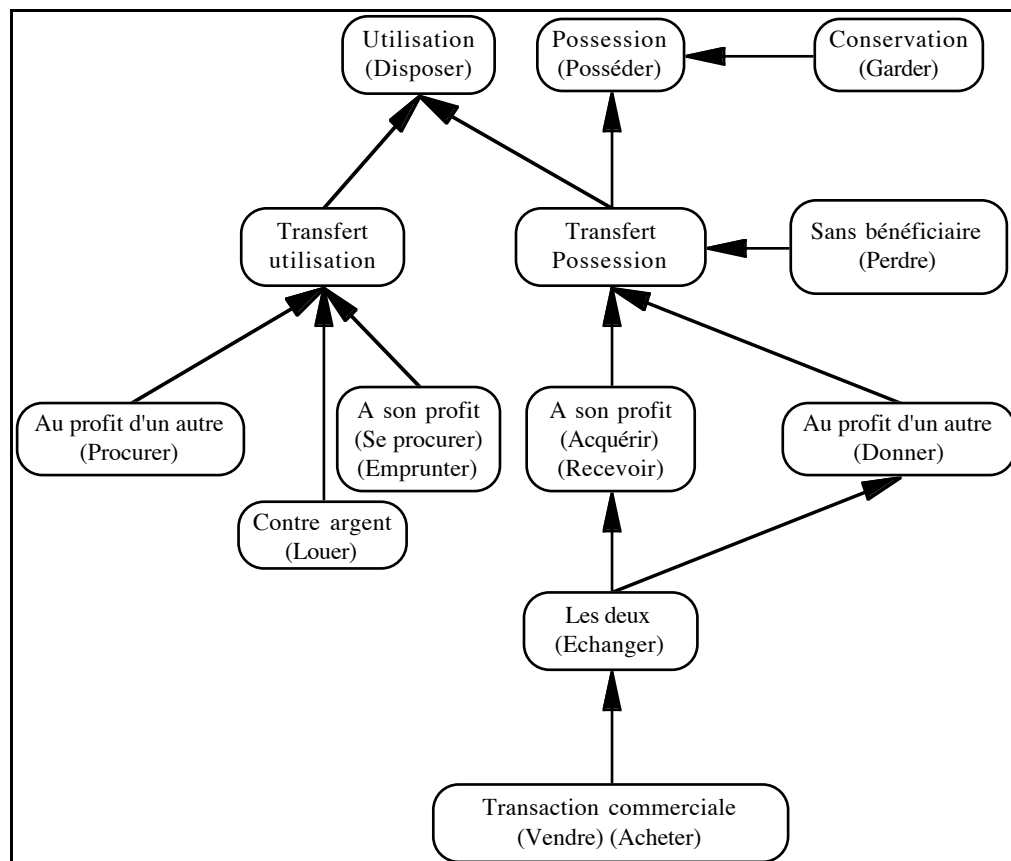 Utilisation
(Disposer)
Possession
(Posséder)
Conservation
(Garder)
Transfert
utilisation
Transfert
Possession
Sans bénéficiaire
(Perdre)
Au profit d'un autre
(Procurer)
A son profit
(Se procurer)
(Emprunter)
A son profit
(Acquérir)
(Recevoir)
Au profit d'un autre
(Donner)
Contre argent
(Louer)
Les deux
(Echanger)
Transaction commerciale
(Vendre) (Acheter)